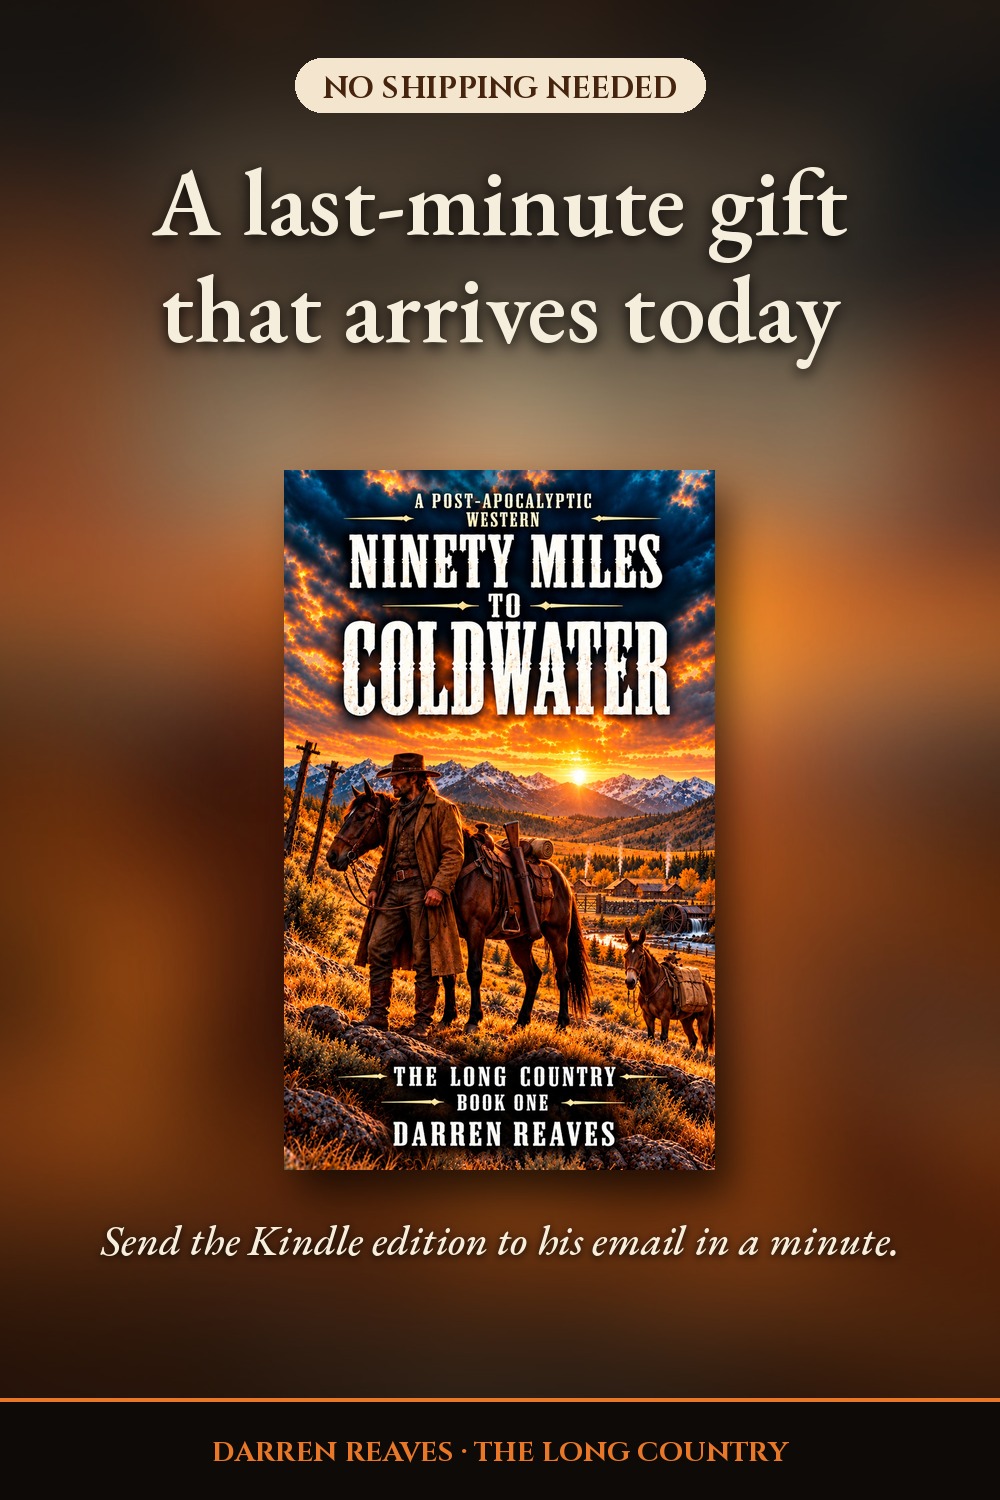 NO SHIPPING NEEDED
A last-minute gift
that arrives today
A POST-APOCALYPTIC
WESTERN
NINETY MILES
TO
COLDWATER
THE LONG COUNTRY
BOOK ONE
DARREN REAVES
Send the Kindle edition to his email in a minute.
DARREN REAVES · THE LONG COUNTRY